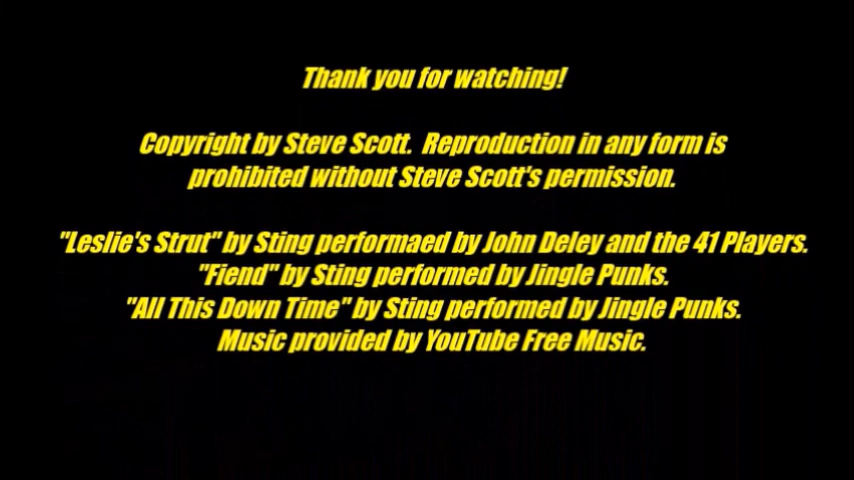 Thank you for watching!
Copyright by Steve Scott. Reproduction in any form is
prohibited without Steve Scott's permission.
"Leslie's Strut" by Sting performaed by John Deley and the 41 Players.
"Fiend" by Sting performed by Jingle Punks.
"All This Down Time" by Sting performed by Jingle Punks.
Music provided by YouTube Free Music.